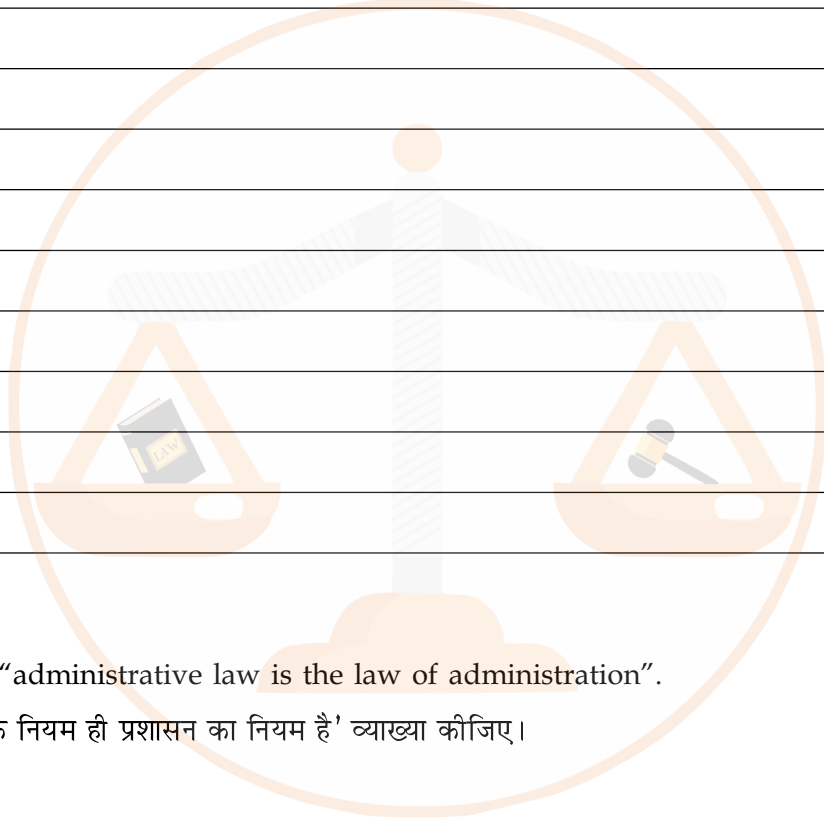 LAW
“administrative law is the law of administration”.
नियम ही प्रशासन का नियम है’ व्याख्या कीजिए।